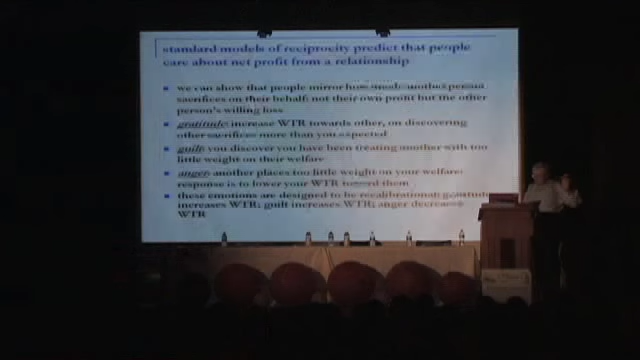 standard models of reciprocity predict that people
care about net profit from a relationship
we can show that people mirror how much another person
sacrifices on their behalf: not their own profit but the other
person's willing loss
gratitude: increase WTR towards other, on discovering
other sacrifices more than you expected
guilt: you discover you have been treating another with too
little weight on their welfare
anger: another places too little weight on your welfare:
response is to lower your WTR toward them
these emotions are designed to be recalibrational: gratitude
increases WTR; guilt increases WTR; anger decreases
WTR